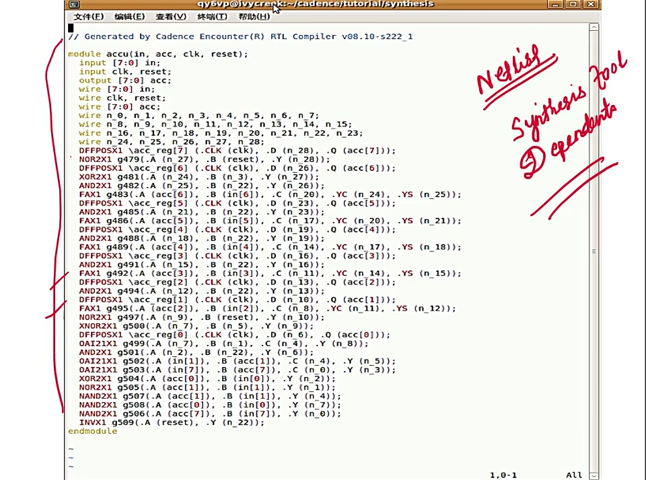 qy6vp@ivycreek:~/cadence/tutorial/synthesis
文件(F) 编辑(E) 查看(V) 终端(T) 帮助(H)
// Generated by Cadence Encounter(R) RTL Compiler v08.10-s222_1
module accu(in, acc, clk, reset);
input [7:0] in;
input clk, reset;
output [7:0] acc;
wire [7:0] in;
wire clk, reset;
wire [7:0] acc;
wire n_0, n_1, n_2, n_3, n_4, n_5, n_6, n_7;
wire n_8, n_9, n_10, n_11, n_12, n_13, n_14, n_15;
wire n_16, n_17, n_18, n_19, n_20, n_21, n_22, n_23;
wire n_24, n_25, n_26, n_27, n_28;
DFFPOSX1 \acc_reg[7] (.CLK (clk), .D (n_28), .Q (acc[7]));
NOR2X1 g479(.A (n_27), .B (reset), .Y (n_28));
DFFPOSX1 \acc_reg[6] (.CLK (clk), .D (n_26), .Q (acc[6]));
XOR2X1 g481(.A (n_24), .B (n_3), .Y (n_27));
AND2X1 g482(.A (n_25), .B (n_22), .Y (n_26));
FAX1 g483(.A (acc[6]), .B (in[6]), .C (n_20), .YC (n_24), .YS (n_25));
DFFPOSX1 \acc_reg[5] (.CLK (clk), .D (n_23), .Q (acc[5]));
AND2X1 g485(.A (n_21), .B (n_22), .Y (n_23));
FAX1 g486(.A (acc[5]), .B (in[5]), .C (n_17), .YC (n_20), .YS (n_21));
DFFPOSX1 \acc_reg[4] (.CLK (clk), .D (n_19), .Q (acc[4]));
AND2X1 g488(.A (n_18), .B (n_22), .Y (n_19));
FAX1 g489(.A (acc[4]), .B (in[4]), .C (n_14), .YC (n_17), .YS (n_18));
DFFPOSX1 \acc_reg[3] (.CLK (clk), .D (n_16), .Q (acc[3]));
AND2X1 g491(.A (n_15), .B (n_22), .Y (n_16));
FAX1 g492(.A (acc[3]), .B (in[3]), .C (n_11), .YC (n_14), .YS (n_15));
DFFPOSX1 \acc_reg[2] (.CLK (clk), .D (n_13), .Q (acc[2]));
AND2X1 g494(.A (n_12), .B (n_22), .Y (n_13));
DFFPOSX1 \acc_reg[1] (.CLK (clk), .D (n_10), .Q (acc[1]));
FAX1 g495(.A (acc[2]), .B (in[2]), .C (n_8), .YC (n_11), .YS (n_12));
NOR2X1 g497(.A (n_9), .B (reset), .Y (n_10));
XNOR2X1 g500(.A (n_7), .B (n_5), .Y (n_9));
DFFPOSX1 \acc_reg[0] (.CLK (clk), .D (n_6), .Q (acc[0]));
OAI21X1 g499(.A (n_7), .B (n_1), .C (n_4), .Y (n_8));
AND2X1 g501(.A (n_2), .B (n_22), .Y (n_6));
OAI21X1 g502(.A (in[1]), .B (acc[1]), .C (n_4), .Y (n_5));
OAI21X1 g503(.A (in[7]), .B (acc[7]), .C (n_0), .Y (n_3));
XOR2X1 g504(.A (acc[0]), .B (in[0]), .Y (n_2));
NOR2X1 g505(.A (acc[1]), .B (in[1]), .Y (n_1));
NAND2X1 g507(.A (acc[1]), .B (in[1]), .Y (n_4));
NAND2X1 g508(.A (acc[0]), .B (in[0]), .Y (n_7));
NAND2X1 g506(.A (acc[7]), .B (in[7]), .Y (n_0));
INVX1 g509(.A (reset), .Y (n_22));
endmodule
~
~
~
1,0-1 All
Netlist
Synthesis Tool
Dependents